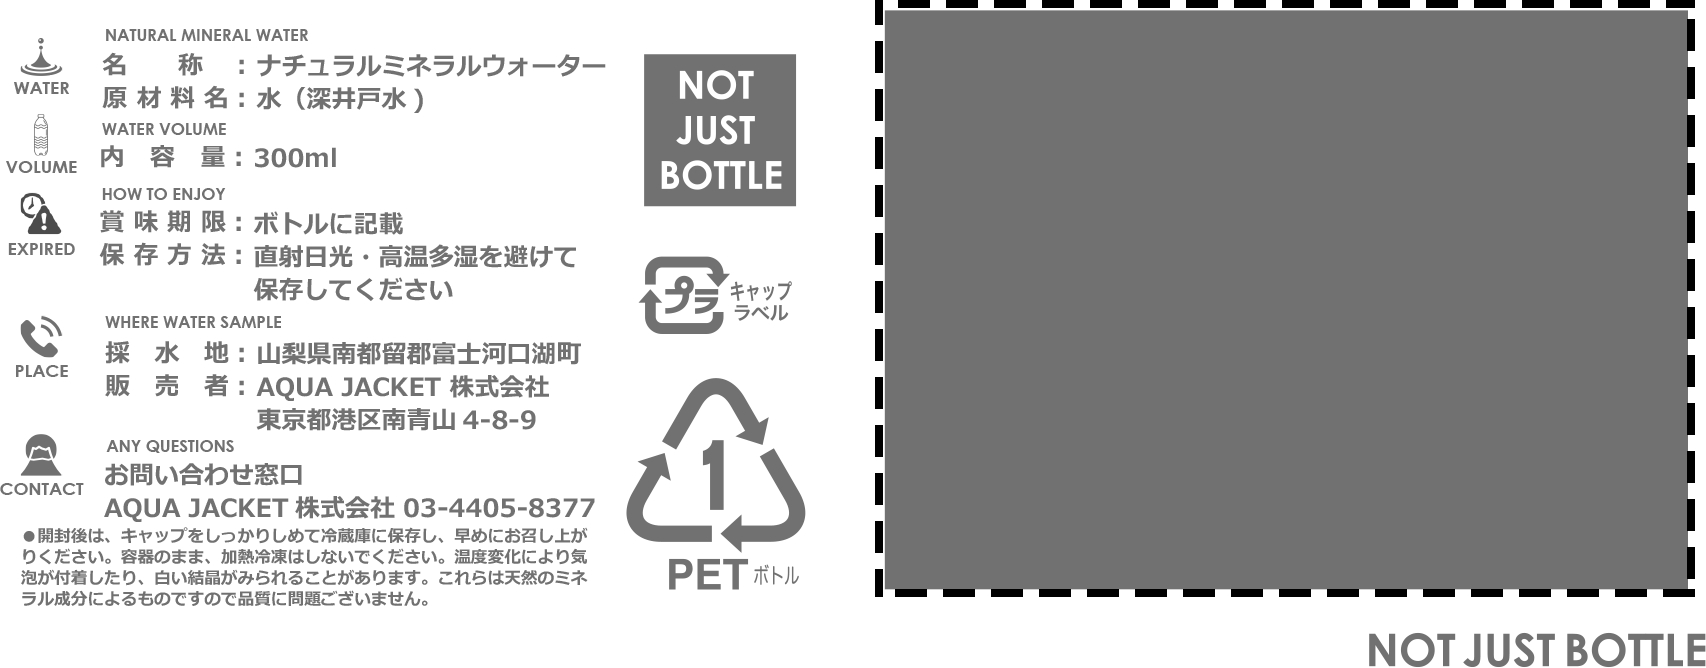 NATURAL MINERAL WATER
WATER
名　　称　：ナチュラルミネラルウォーター
原 材 料 名：水（深井戸水)
WATER VOLUME
VOLUME
内　容　量：300ml
HOW TO ENJOY
EXPIRED
賞 味 期 限：ボトルに記載
保 存 方 法：直射日光・高温多湿を避けて
保存してください
WHERE WATER SAMPLE
PLACE
採　水　地：山梨県南都留郡富士河口湖町
販　売　者：AQUA JACKET 株式会社
東京都港区南青山 4-8-9
ANY QUESTIONS
CONTACT
お問い合わせ窓口
AQUA JACKET 株式会社 03-4405-8377
●開封後は、キャップをしっかりしめて冷蔵庫に保存し、早めにお召し上が
りください。容器のまま、加熱冷凍はしないでください。温度変化により気
泡が付着したり、白い結晶がみられることがあります。これらは天然のミネ
ラル成分によるものですので品質に問題ございません。
NOT
JUST
BOTTLE
プラ
キャップ
ラベル
1
PET ボトル
NOT JUST BOTTLE